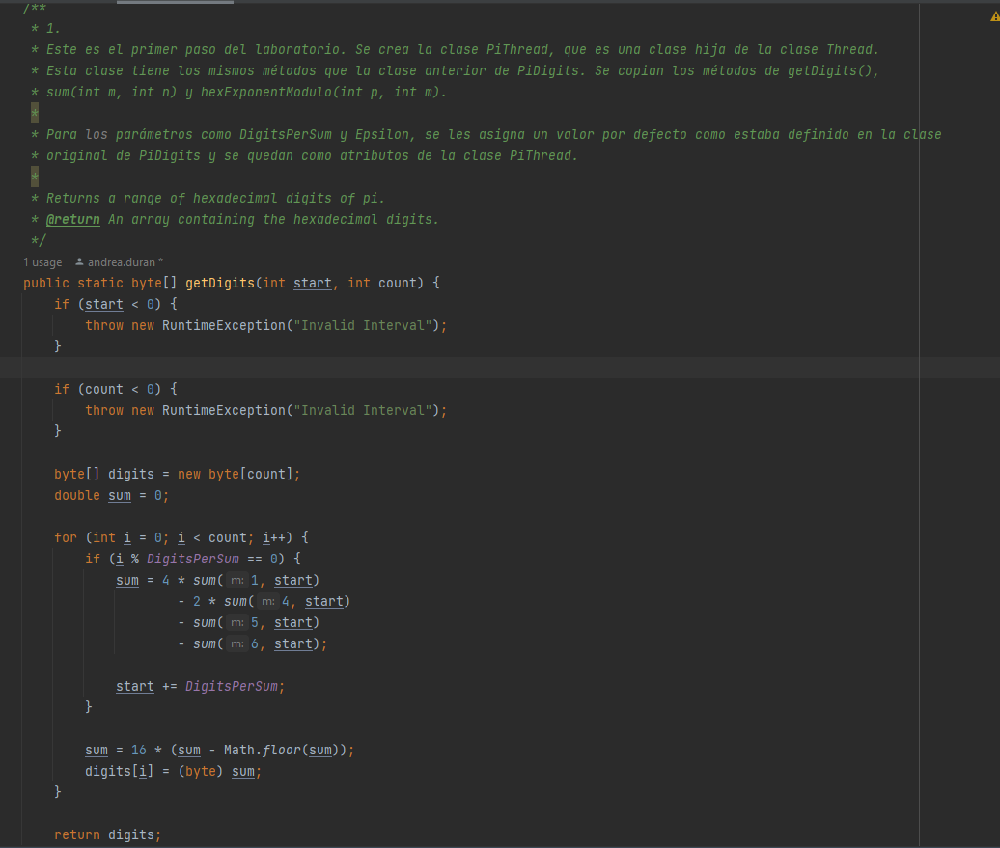 /**
 * 1.
 * Este es el primer paso del laboratorio. Se crea la clase PiThread, que es una clase hija de la clase Thread.
 * Esta clase tiene los mismos métodos que la clase anterior de PiDigits. Se copian los métodos de getDigits(),
 * sum(int m, int n) y hexExponentModulo(int p, int m).
 *
 * Para los parámetros como DigitsPerSum y Epsilon, se les asigna un valor por defecto como estaba definido en la clase
 * original de PiDigits y se quedan como atributos de la clase PiThread.
 *
 * Returns a range of hexadecimal digits of pi.
 * @return An array containing the hexadecimal digits.
 */
1 usage andrea.duran *
public static byte[] getDigits(int start, int count) {
    if (start < 0) {
        throw new RuntimeException("Invalid Interval");
    }
    if (count < 0) {
        throw new RuntimeException("Invalid Interval");
    }
    byte[] digits = new byte[count];
    double sum = 0;
    for (int i = 0; i < count; i++) {
        if (i % DigitsPerSum == 0) {
            sum = 4 * sum( m: 1, start)
                    - 2 * sum( m: 4, start)
                    - sum( m: 5, start)
                    - sum( m: 6, start);
            start += DigitsPerSum;
        }
        sum = 16 * (sum - Math.floor(sum));
        digits[i] = (byte) sum;
    }
    return digits;